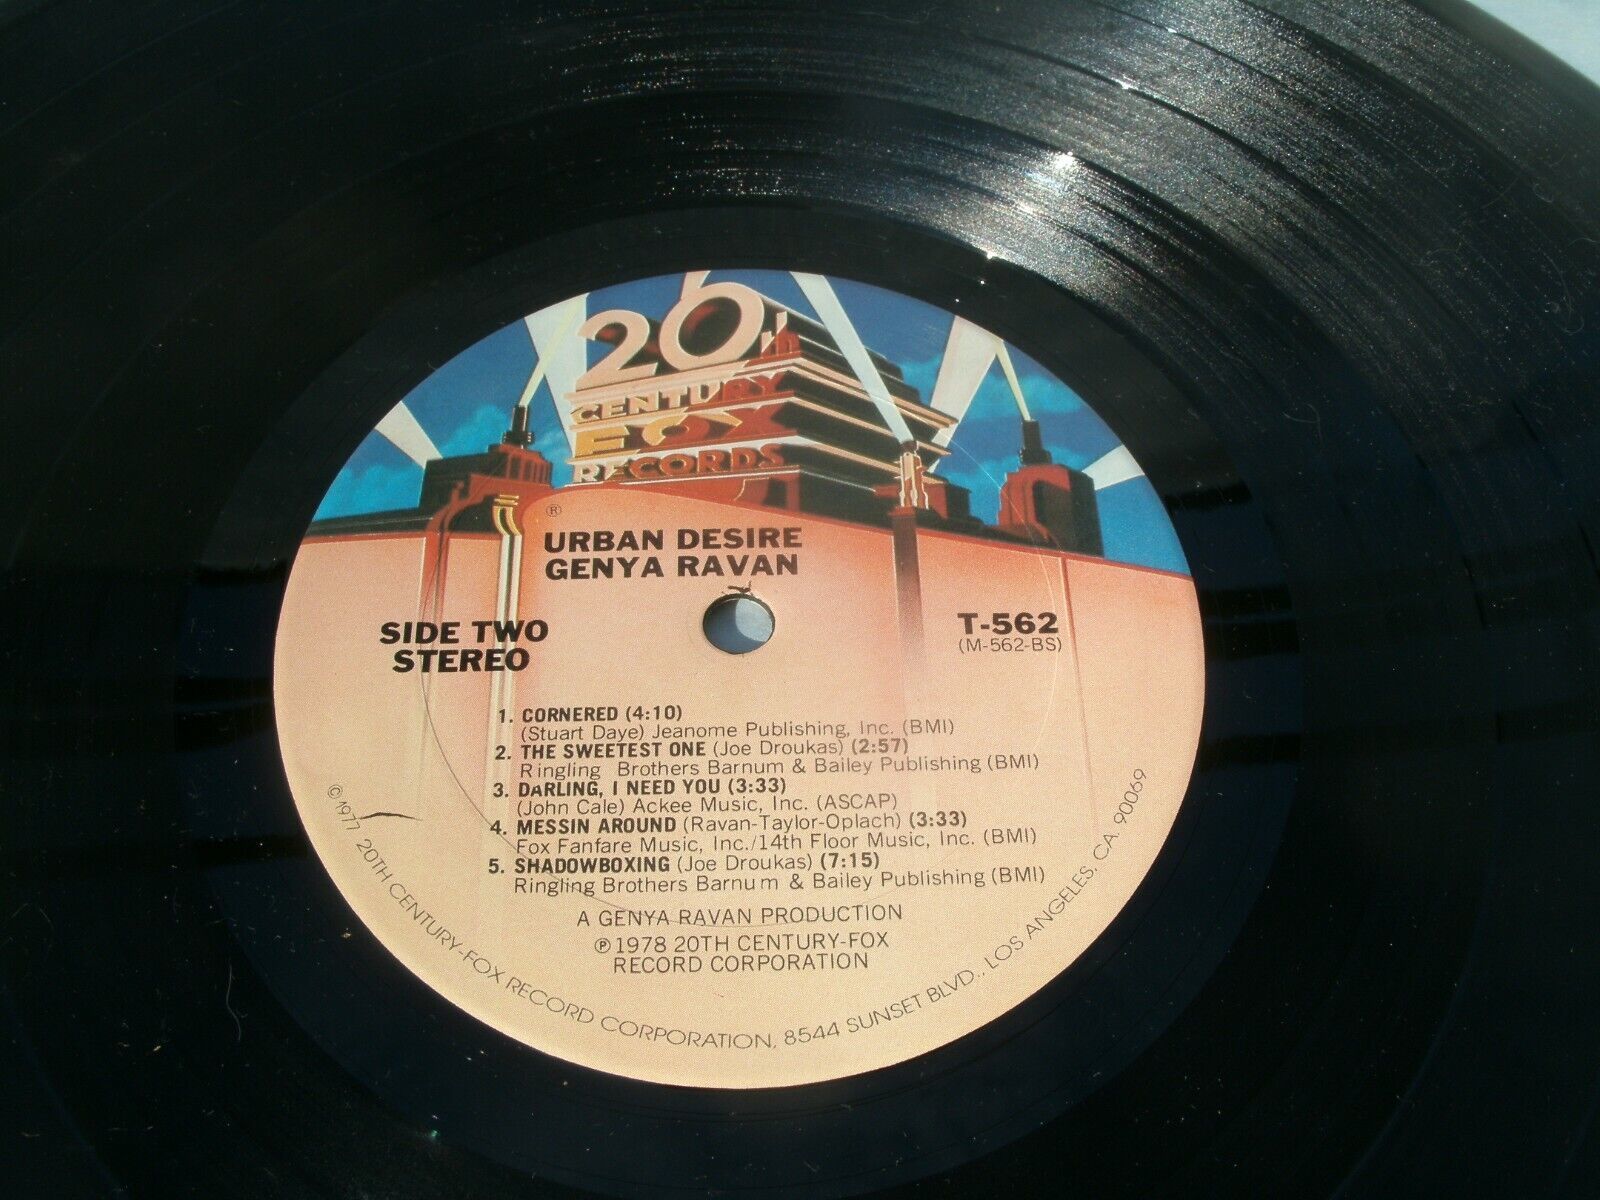 20th
CENTURY
FOX
RECORDS
®
URBAN DESIRE
GENYA RAVAN
SIDE TWO
STEREO
T-562
(M-562-BS)
1. CORNERED (4:10)
(Stuart Daye) Jeanome Publishing, Inc. (BMI)
2. THE SWEETEST ONE (Joe Droukas) (2:57)
Ringling Brothers Barnum & Bailey Publishing (BMI)
3. DARLING, I NEED YOU (3:33)
(John Cale) Ackee Music, Inc. (ASCAP)
4. MESSIN AROUND (Ravan-Taylor-Oplach) (3:33)
Fox Fanfare Music, Inc./14th Floor Music, Inc. (BMI)
5. SHADOWBOXING (Joe Droukas) (7:15)
Ringling Brothers Barnum & Bailey Publishing (BMI)
A GENYA RAVAN PRODUCTION
℗ 1978 20TH CENTURY-FOX
RECORD CORPORATION
©1977 20TH CENTURY-FOX RECORD CORPORATION, 8544 SUNSET BLVD., LOS ANGELES, CA. 90069